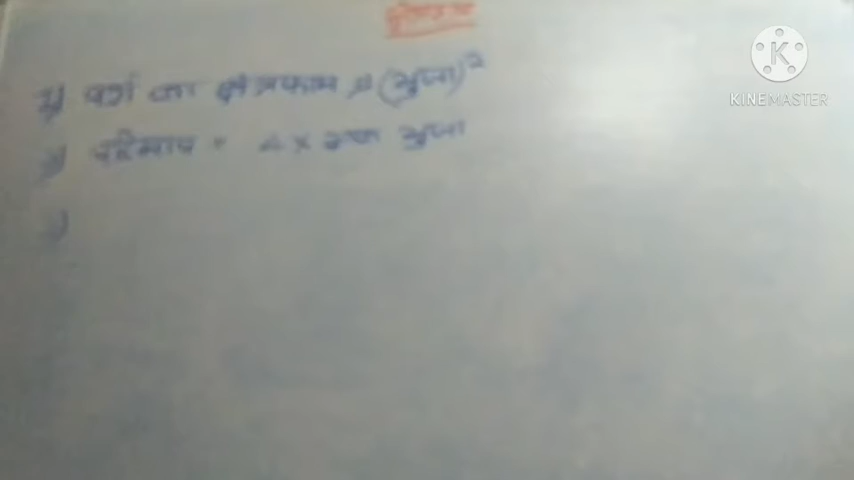 KINEMASTER
1) वर्ग का क्षेत्रफल = (भुजा)²
2) परिमाप = 4 × एक भुजा
3)